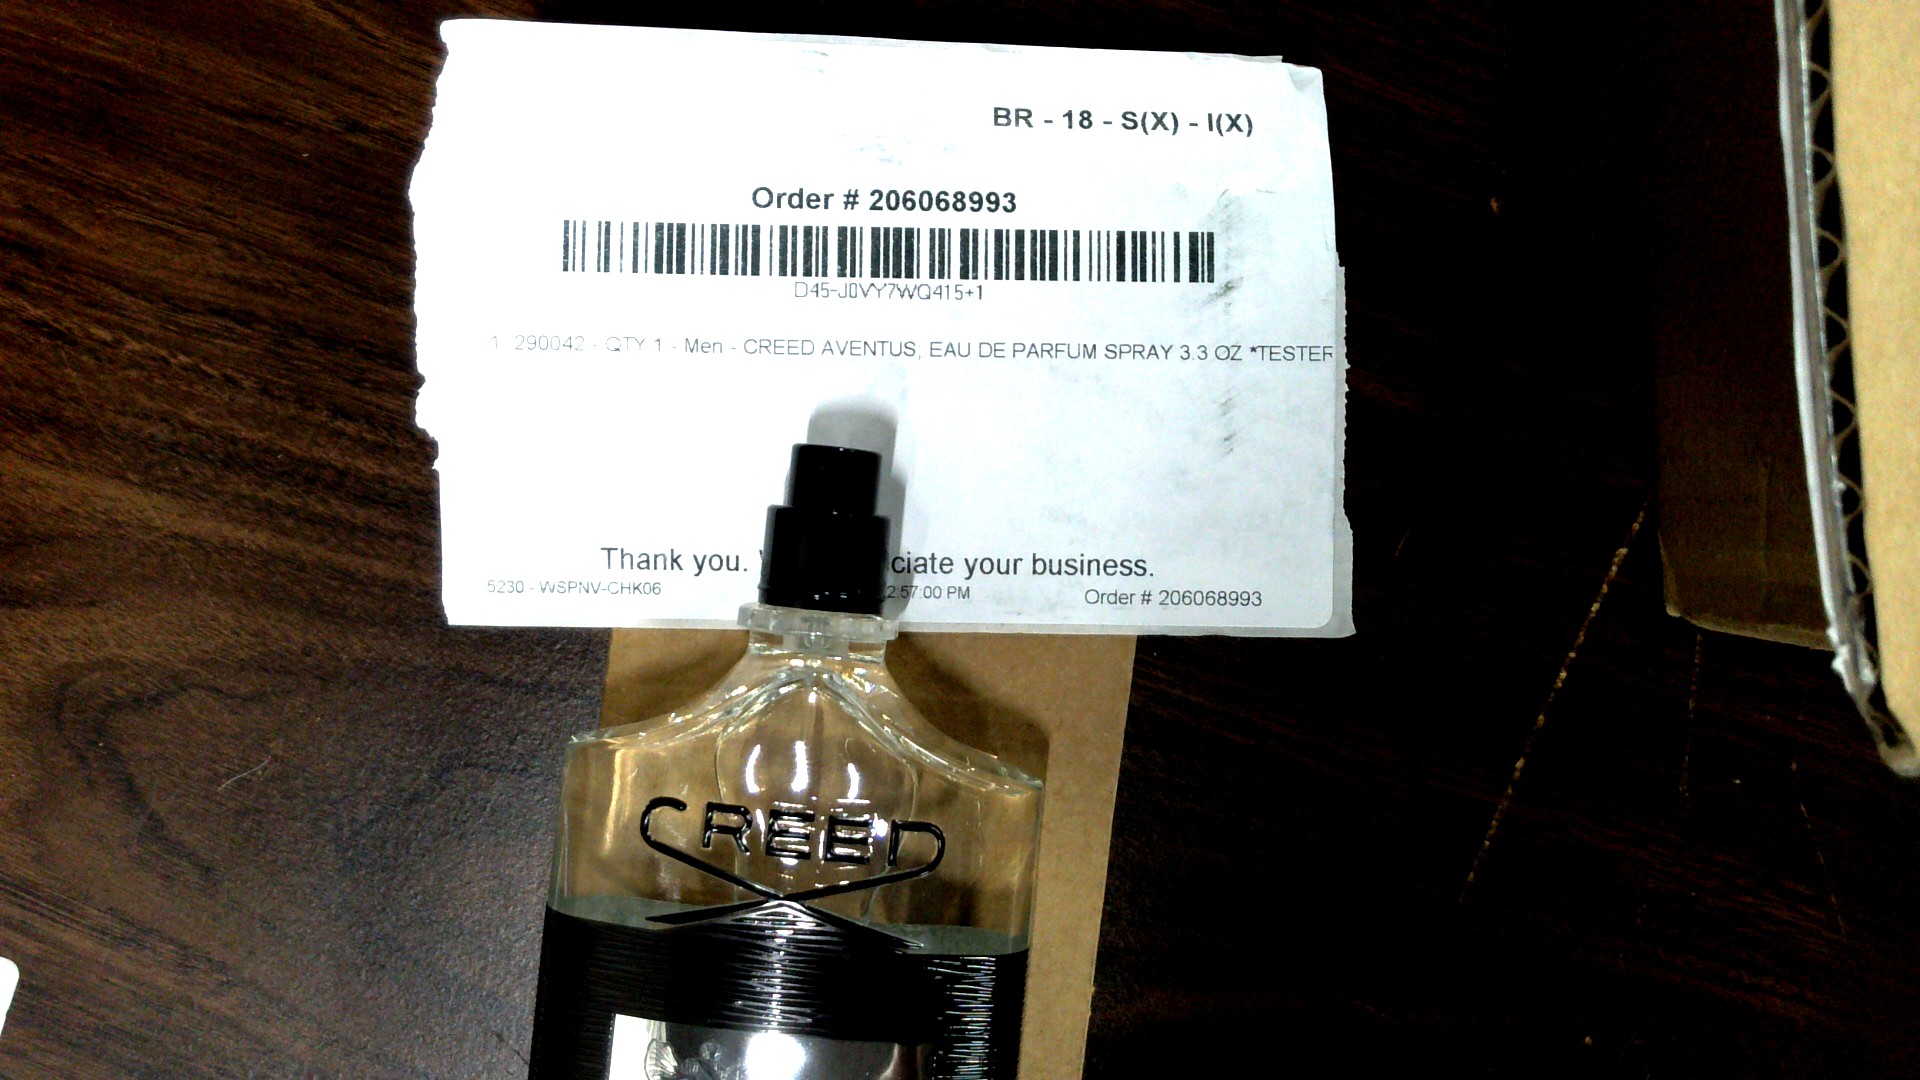 BR - 18 - S(X) - I(X)
Order # 206068993
D45-J0VY7WQ415+1
1 290042 - QTY 1 - Men - CREED AVENTUS, EAU DE PARFUM SPRAY 3.3 OZ *TESTER
Thank you. ciate your business.
5230 - WSPNV-CHK06 2:57:00 PM Order # 206068993
CREED